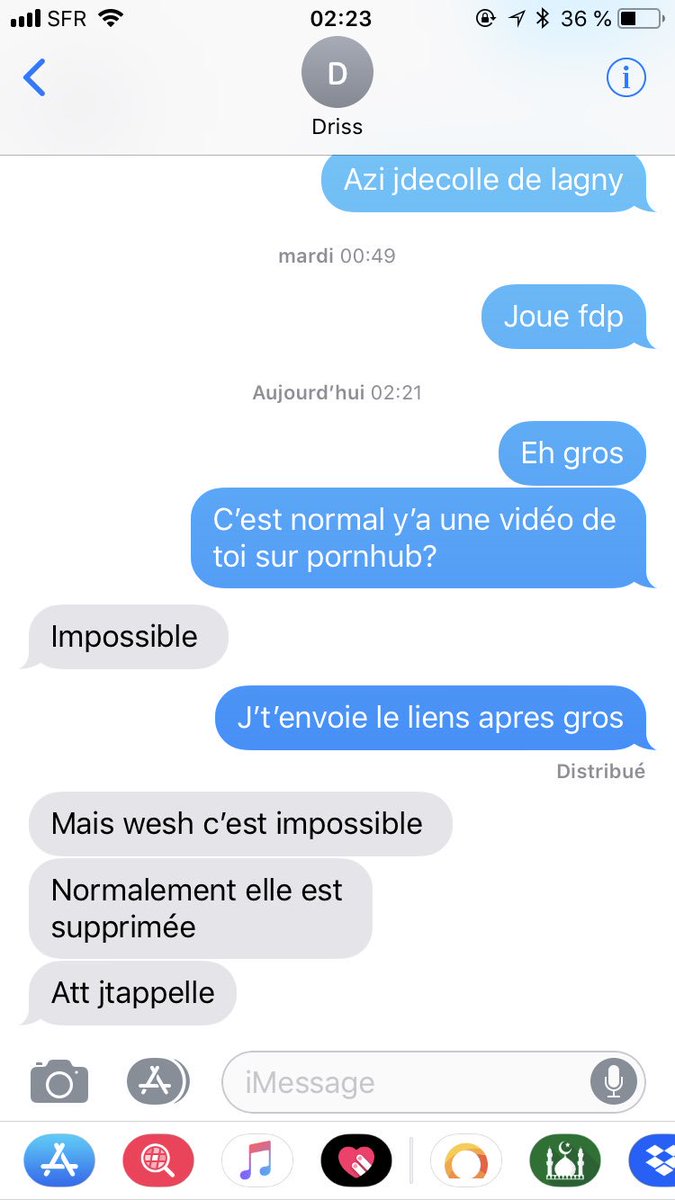 SFR 02:23 36 %
D
Driss
Azi jdecolle de lagny
mardi 00:49
Joue fdp
Aujourd’hui 02:21
Eh gros
C’est normal y’a une vidéo de
toi sur pornhub?
Impossible
J’t’envoie le liens apres gros
Distribué
Mais wesh c’est impossible
Normalement elle est
supprimée
Att jtappelle
iMessage